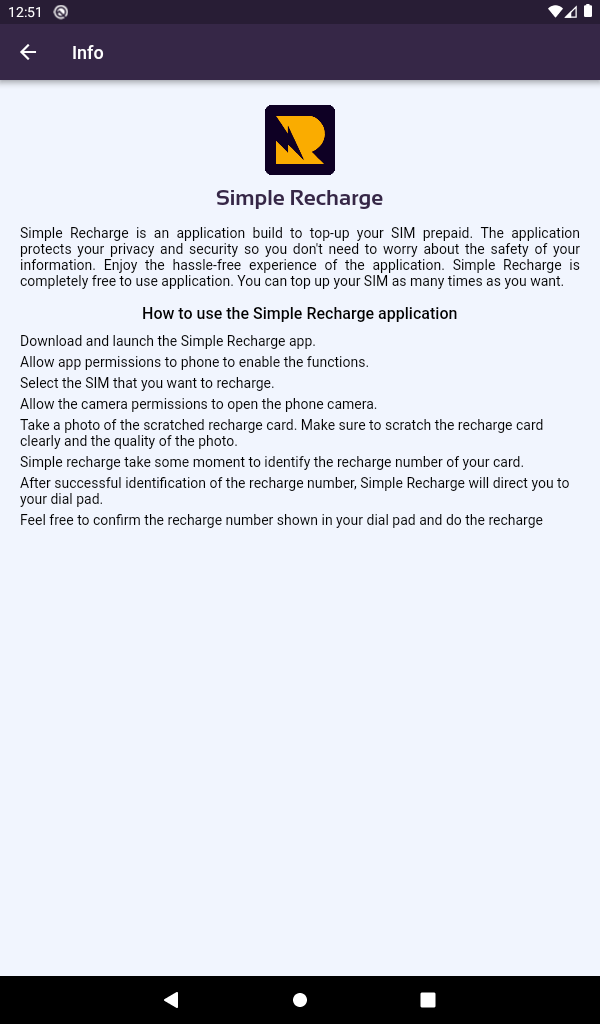 12:51
Info
Simple Recharge
Simple Recharge is an application build to top-up your SIM prepaid. The application
protects your privacy and security so you don't need to worry about the safety of your
information. Enjoy the hassle-free experience of the application. Simple Recharge is
completely free to use application. You can top up your SIM as many times as you want.
How to use the Simple Recharge application
Download and launch the Simple Recharge app.
Allow app permissions to phone to enable the functions.
Select the SIM that you want to recharge.
Allow the camera permissions to open the phone camera.
Take a photo of the scratched recharge card. Make sure to scratch the recharge card
clearly and the quality of the photo.
Simple recharge take some moment to identify the recharge number of your card.
After successful identification of the recharge number, Simple Recharge will direct you to
your dial pad.
Feel free to confirm the recharge number shown in your dial pad and do the recharge